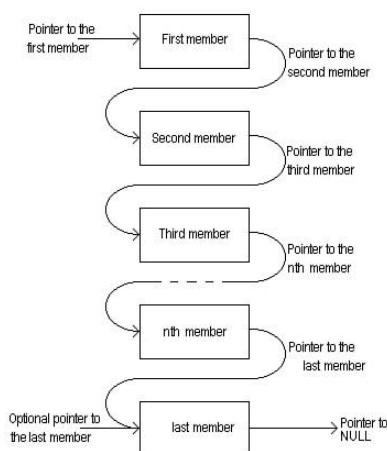 Pointer to the
first member
First member
Pointer to the
second member
Second member
Pointer to the
third member
Third member
Pointer to the
nth member
nth member
Pointer to the
last member
Optional pointer to
the last member
last member
Pointer to
NULL